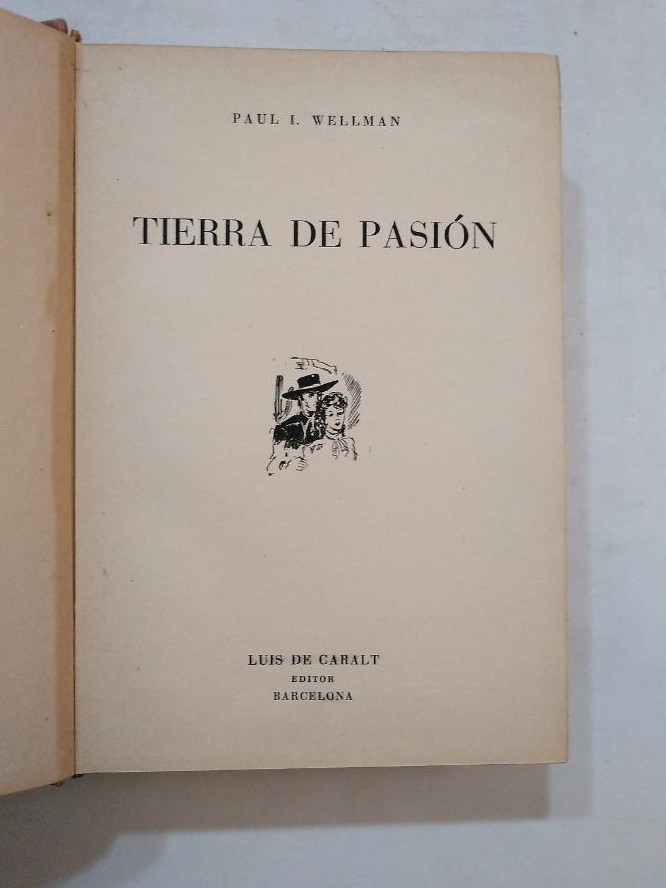 PAUL I. WELLMAN
TIERRA DE PASIÓN
LUIS DE CARALT
EDITOR
BARCELONA